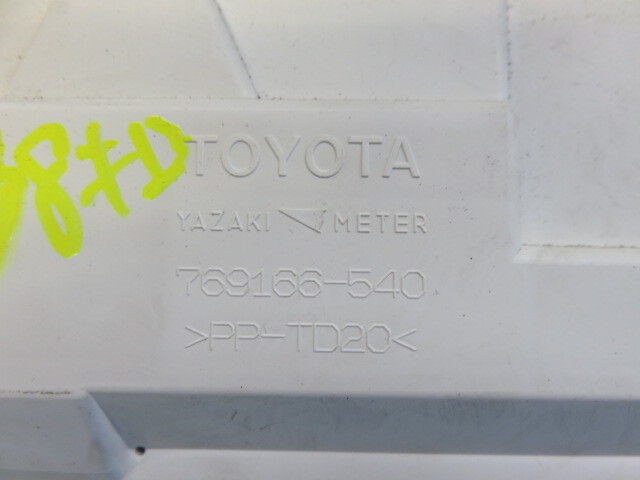 TOYOTA
YAZAKI METER
769166-540
>PP-TD20<